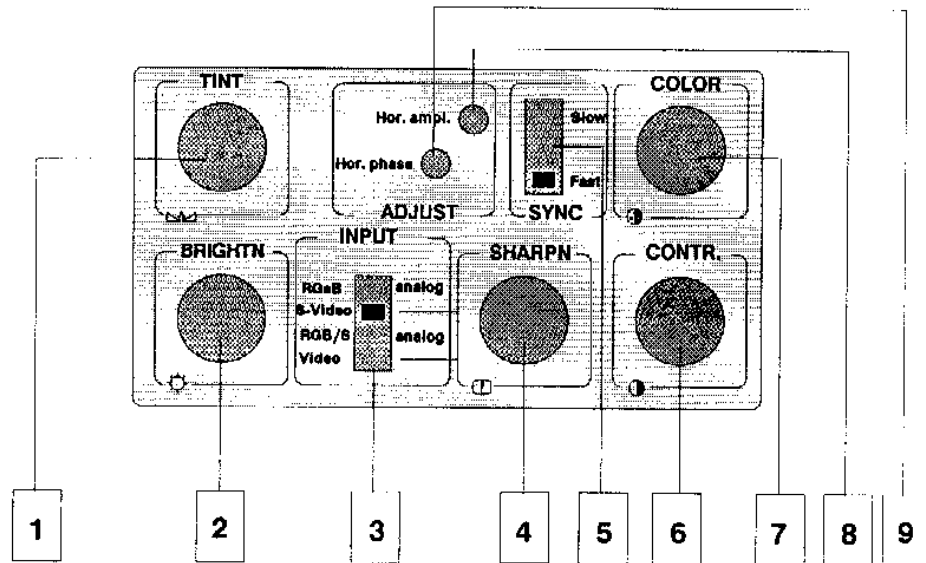 TINT
COLOR
Hor. ampl.
Slow
Hor. phase
Fast
ADJUST
SYNC
BRIGHTN
INPUT
SHARPN
CONTR.
RGsB analog
S-Video
RGB/S analog
Video
1
2
3
4
5
6
7
8
9